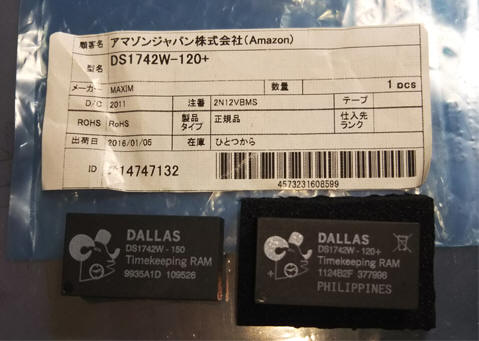 顧客名 アマゾンジャパン株式会社(Amazon)
型名 DS1742W-120+
メーカー MAXIM 数量 1 pcs
D/C 2011 注番 2N12VBMS テープ
ROHS RoHS 製品タイプ 正規品 仕入先ランク
出荷日 2016/01/05 在庫 ひとつから
ID 14747132
4573231608599
DALLAS
DS1742W-150
Timekeeping RAM
9935A1D 109526
DALLAS
DS1742W-120+
Timekeeping RAM
1124B2F 377998
PHILIPPINES